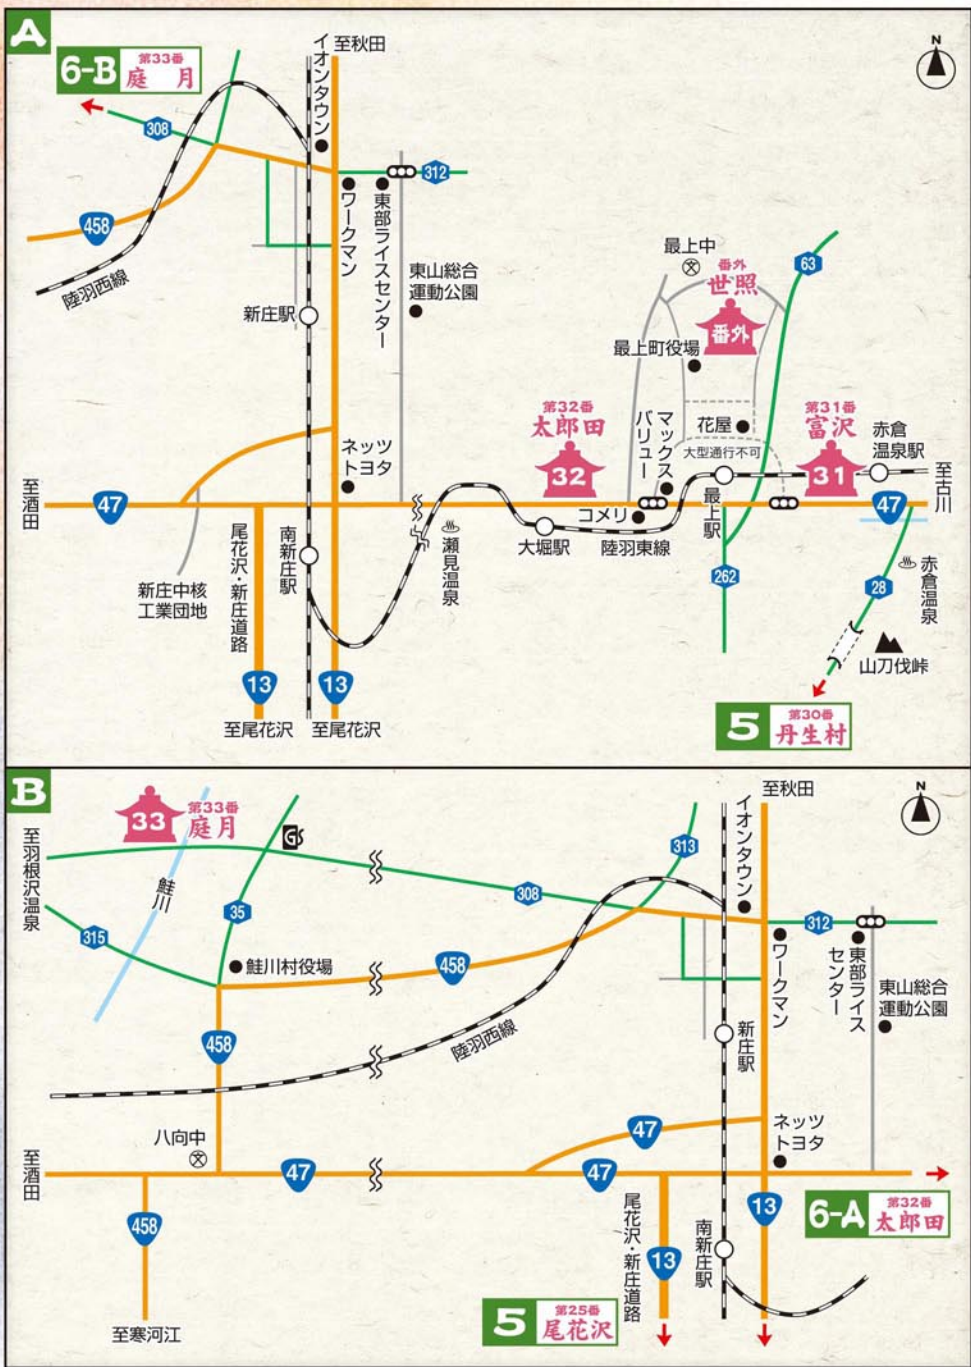 A
6-B
第33番
庭月
308
458
陸羽西線
イオンタウン
至秋田
312
ワークマン
東部ライスセンター
東山総合
運動公園
新庄駅
ネッツ
トヨタ
至酒田
47
新庄中核
工業団地
尾花沢・新庄道路
南新庄駅
13
13
至尾花沢
至尾花沢
瀬見温泉
大堀駅
コメリ
陸羽東線
第32番
太郎田
32
マックス
バリュー
最上中
文
番外
世照
番外
最上町役場
花屋
大型通行不可
最上駅
63
262
第31番
富沢
31
赤倉
温泉駅
至古川
47
28
赤倉温泉
山刀伐峠
5
第30番
丹生村
N
B
33
第33番
庭月
至羽根沢温泉
鮭川
GS
35
315
鮭川村役場
458
458
308
313
陸羽西線
イオンタウン
至秋田
312
ワークマン
東部ライス
センター
東山総合
運動公園
新庄駅
ネッツ
トヨタ
八向中
文
至酒田
47
47
47
458
至寒河江
尾花沢・新庄道路
13
南新庄駅
13
6-A
第32番
太郎田
5
第25番
尾花沢
N